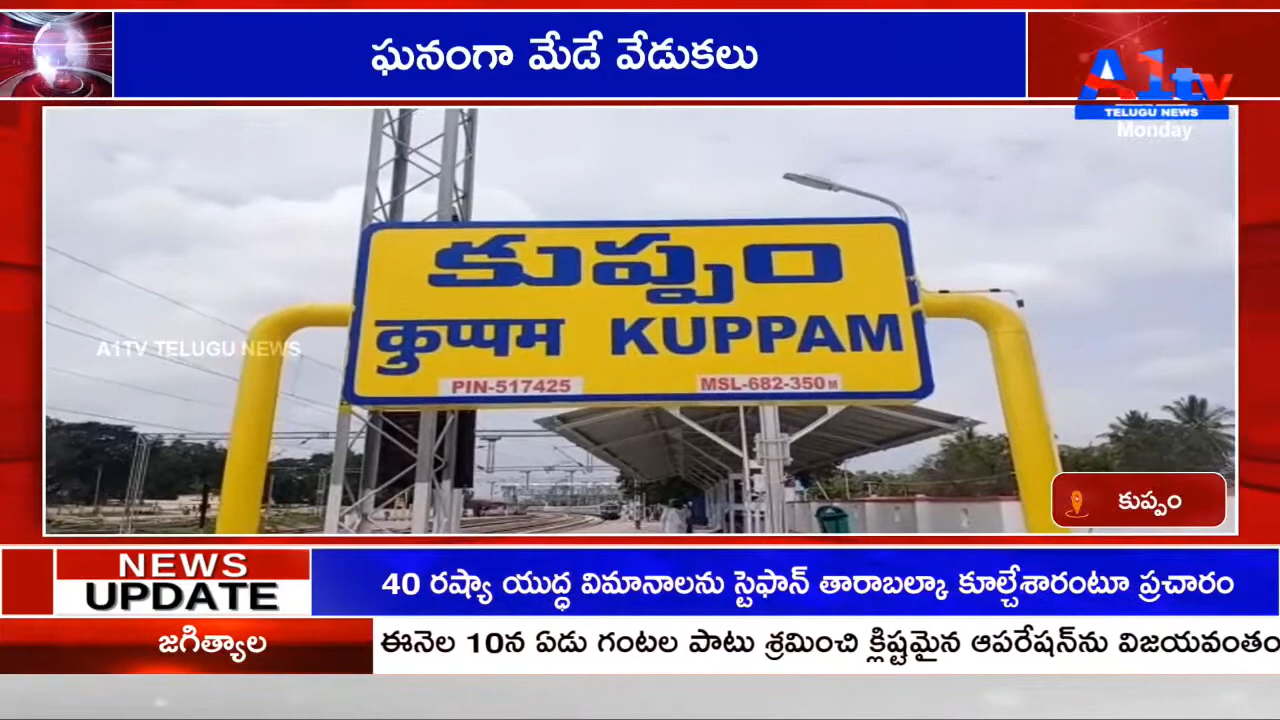 ఘనంగా మేడే వేడుకలు
A1tv
TELUGU NEWS
Monday
కుప్పం
कुप्पम KUPPAM
PIN-517425 MSL-682-350M
A1TV TELUGU NEWS
కుప్పం
NEWS
UPDATE
40 రష్యా యుద్ధ విమానాలను స్టెఫాన్ తారాబల్కా కూల్చేశారంటూ ప్రచారం
జగిత్యాల
ఈనెల 10న ఏడు గంటల పాటు శ్రమించి క్లిష్టమైన ఆపరేషన్‌ను విజయవంతం